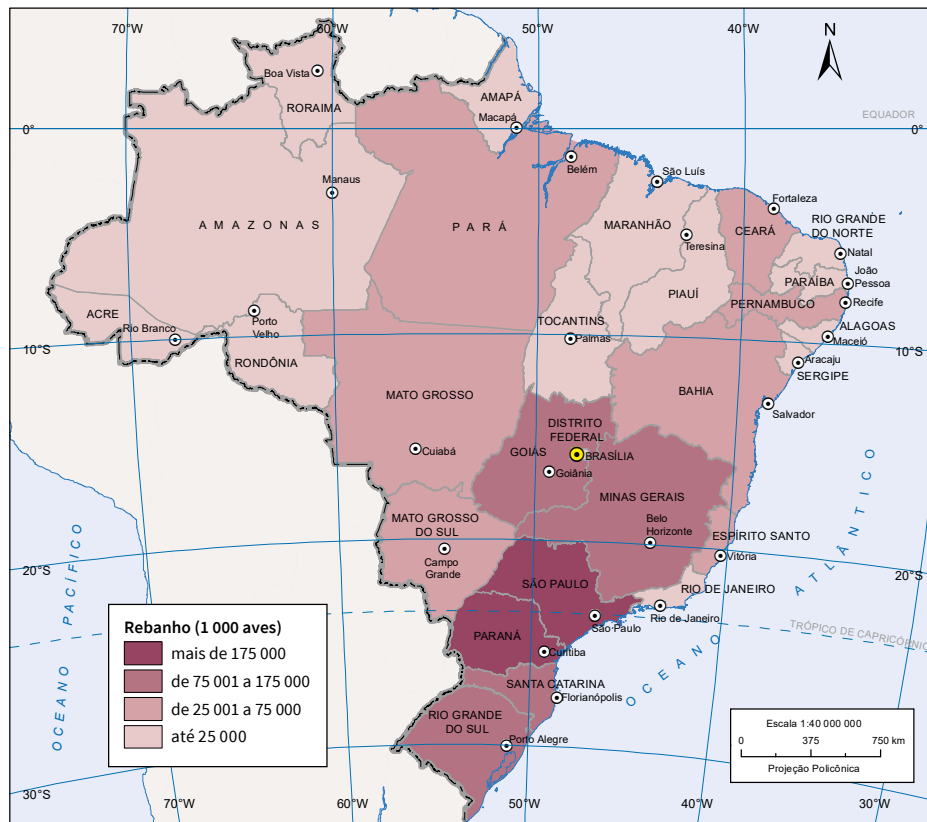 70°W
60°W
50°W
40°W
N
Boa Vista
RORAIMA
AMAPÁ
Macapá
EQUADOR
0°
0°
Belém
São Luís
Manaus
Fortaleza
AMAZONAS
PARÁ
MARANHÃO
CEARÁ
RIO GRANDE
DO NORTE
Teresina
Natal
João
Pessoa
PARAÍBA
PIAUÍ
PERNAMBUCO
Recife
ACRE
Rio Branco
Porto
Velho
TOCANTINS
Palmas
ALAGOAS
Maceió
10°S
10°S
RONDÔNIA
Aracaju
SERGIPE
MATO GROSSO
BAHIA
Salvador
DISTRITO
FEDERAL
GOIÁS
BRASÍLIA
Cuiabá
Goiânia
MINAS GERAIS
MATO GROSSO
DO SUL
Belo
Horizonte
ESPÍRITO SANTO
Vitória
Campo
Grande
20°S
20°S
SÃO PAULO
RIO DE JANEIRO
Rio de Janeiro
São Paulo
TRÓPICO DE CAPRICÓRNIO
PARANÁ
Curitiba
SANTA CATARINA
Florianópolis
RIO GRANDE
DO SUL
Porto Alegre
OCEANO PACÍFICO
OCEANO ATLÂNTICO
Rebanho (1 000 aves)
mais de 175 000
de 75 001 a 175 000
de 25 001 a 75 000
até 25 000
Escala 1:40 000 000
0 375 750 km
Projeção Policônica
30°S
30°S
70°W
60°W
50°W
40°W
30°W